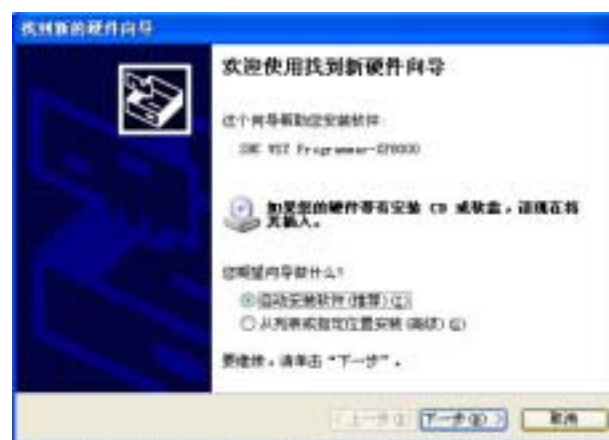 找到新的硬件向导
欢迎使用找到新硬件向导
这个向导帮助您安装软件:
Programmer-
如果您的硬件带有安装 CD 或软盘，请现在将
其插入。
您期望向导做什么?
自动安装软件(推荐)(I)
从列表或指定位置安装(高级)(S)
要继续，请单击“下一步”。
<上一步(B) 下一步(N)> 取消